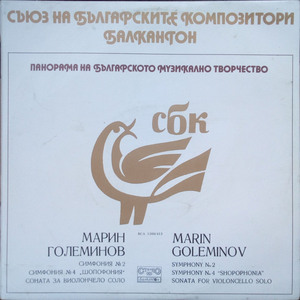 СЪЮЗ НА БЪЛГАРСКИТЕ КОМПОЗИТОРИ
БАЛКАНТОН
ПАНОРАМА НА БЪЛГАРСКОТО МУЗИКАЛНО ТВОРЧЕСТВО
сбк
МАРИН
ГОЛЕМИНОВ
СИМФОНИЯ №2
СИМФОНИЯ №4 „ШОПОФОНИЯ“
СОНАТА ЗА ВИОЛОНЧЕЛО СОЛО
MARIN
GOLEMINOV
SYMPHONY No 2
SYMPHONY No 4 "SHOPOPHONIA"
SONATA FOR VIOLONCELLO SOLO